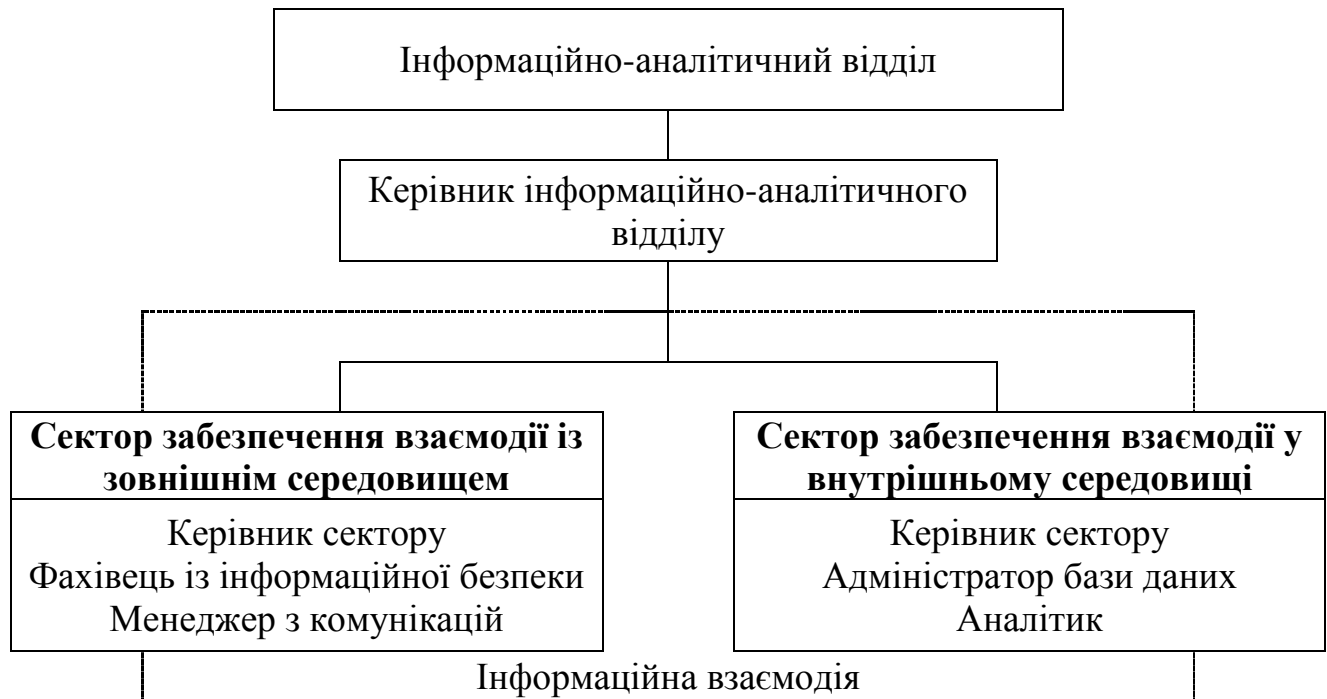 Інформаційно-аналітичний відділ
Керівник інформаційно-аналітичного
відділу
Сектор забезпечення взаємодії із
зовнішнім середовищем
Керівник сектору
Фахівець із інформаційної безпеки
Менеджер з комунікацій
Сектор забезпечення взаємодії у
внутрішньому середовищі
Керівник сектору
Адміністратор бази даних
Аналітик
Інформаційна взаємодія